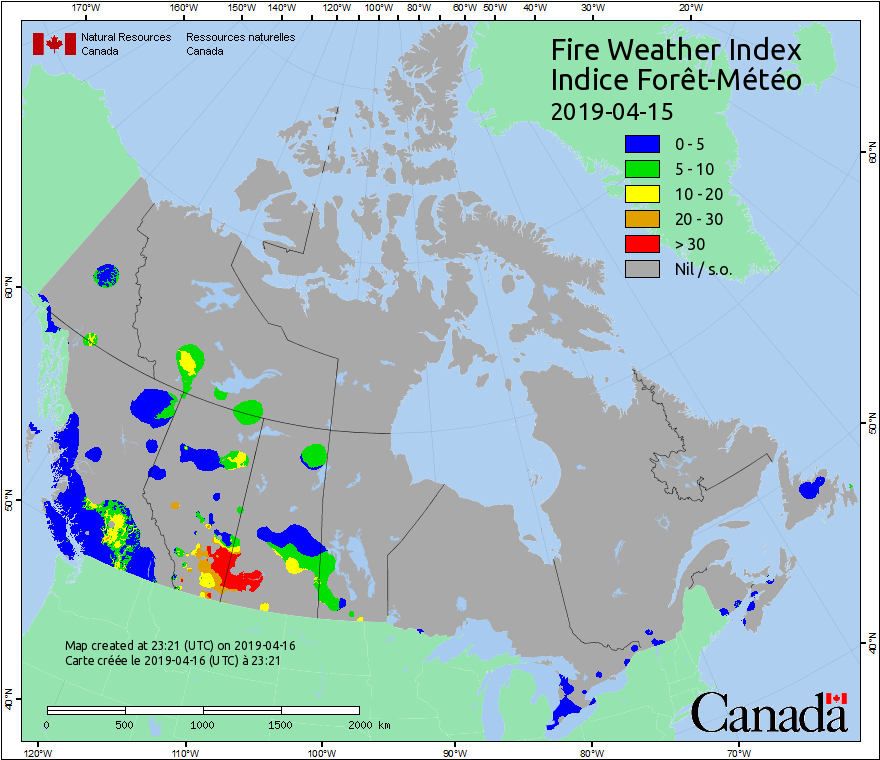 170°W 160°W 150°W 140°W 130°W 120°W 110°W 100°W 90°W 80°W 60°W 50°W 40°W 30°W 20°W
Natural Resources Canada
Ressources naturelles Canada
Fire Weather Index
Indice Forêt-Météo
2019-04-15
0 - 5
5 - 10
10 - 20
20 - 30
> 30
Nil / s.o.
60°N
60°N
50°N
50°N
40°N
40°N
Map created at 23:21 (UTC) on 2019-04-16
Carte créée le 2019-04-16 (UTC) à 23:21
0 500 1000 1500 2000 km
Canada
120°W 110°W 100°W 90°W 80°W 70°W